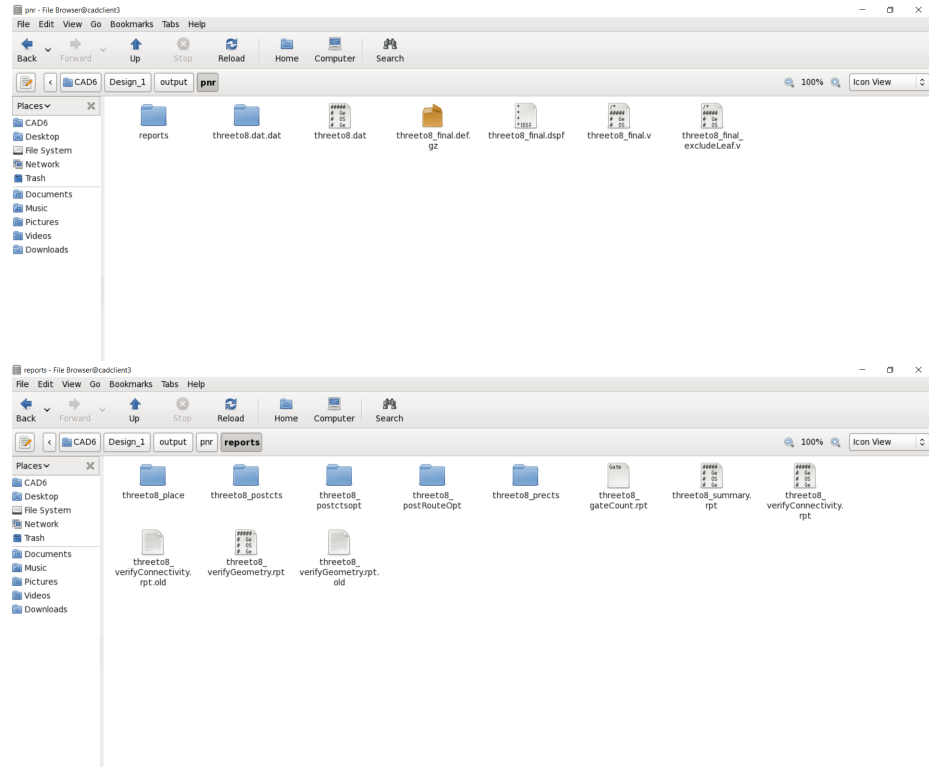 pnr - File Browser@cadclient3
File Edit View Go Bookmarks Tabs Help
Back Forward Up Stop Reload Home Computer Search
CAD6 Design_1 output pnr 100% Icon View
Places
CAD6
Desktop
File System
Network
Trash
Documents
Music
Pictures
Videos
Downloads
reports threeto8.dat.dat threeto8.dat threeto8_final.def. threeto8_final.dspf threeto8_final.v threeto8_final_
gz excludeLeaf.v
reports - File Browser@cadclient3
File Edit View Go Bookmarks Tabs Help
Back Forward Up Stop Reload Home Computer Search
CAD6 Design_1 output pnr reports 100% Icon View
Places
CAD6
Desktop
File System
Network
Trash
Documents
Music
Pictures
Videos
Downloads
threeto8_place threeto8_postcts threeto8_ threeto8_ threeto8_prects threeto8_ threeto8_summary. threeto8_
postctsopt postRouteOpt gateCount.rpt rpt verifyConnectivity.
rpt
threeto8_ threeto8_ threeto8_
verifyConnectivity. verifyGeometry.rpt verifyGeometry.rpt.
rpt.old old